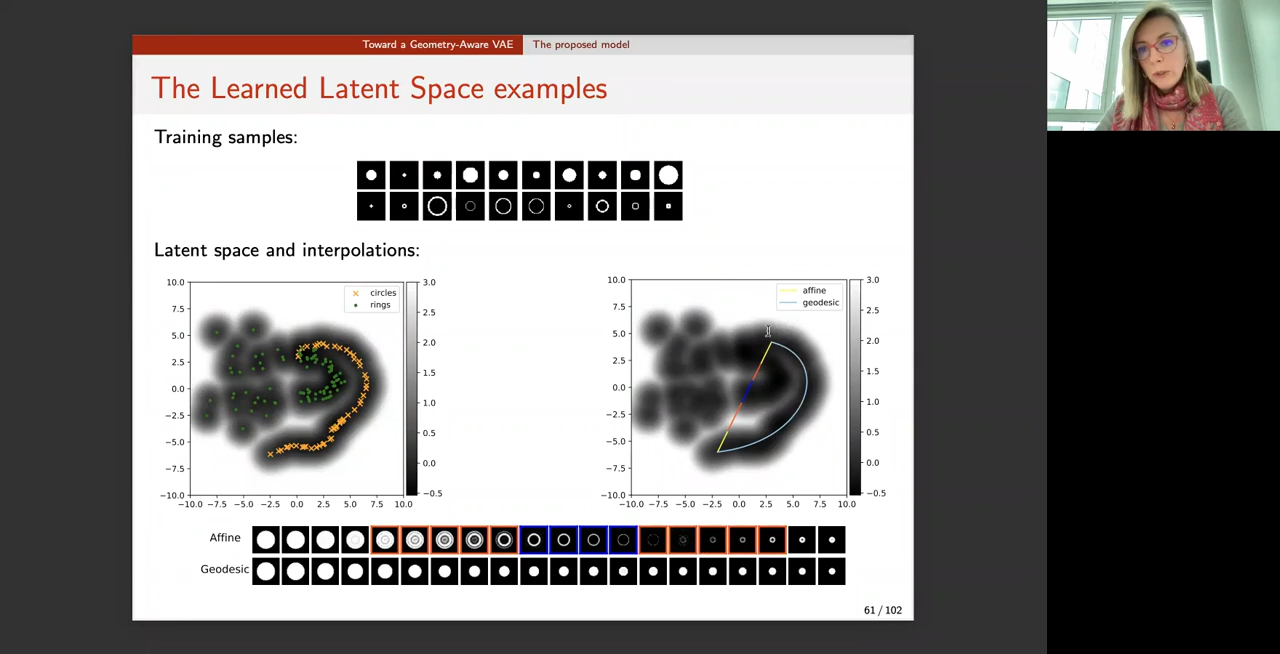 Toward a Geometry-Aware VAE The proposed model
The Learned Latent Space examples
Training samples:
Latent space and interpolations:
10.0
7.5
5.0
2.5
0.0
−2.5
−5.0
−7.5
−10.0
−10.0 −7.5 −5.0 −2.5 0.0 2.5 5.0 7.5 10.0
circles
rings
3.0
2.5
2.0
1.5
1.0
0.5
0.0
−0.5
10.0
7.5
5.0
2.5
0.0
−2.5
−5.0
−7.5
−10.0
−10.0 −7.5 −5.0 −2.5 0.0 2.5 5.0 7.5 10.0
affine
geodesic
3.0
2.5
2.0
1.5
1.0
0.5
0.0
−0.5
Affine
Geodesic
61 / 102